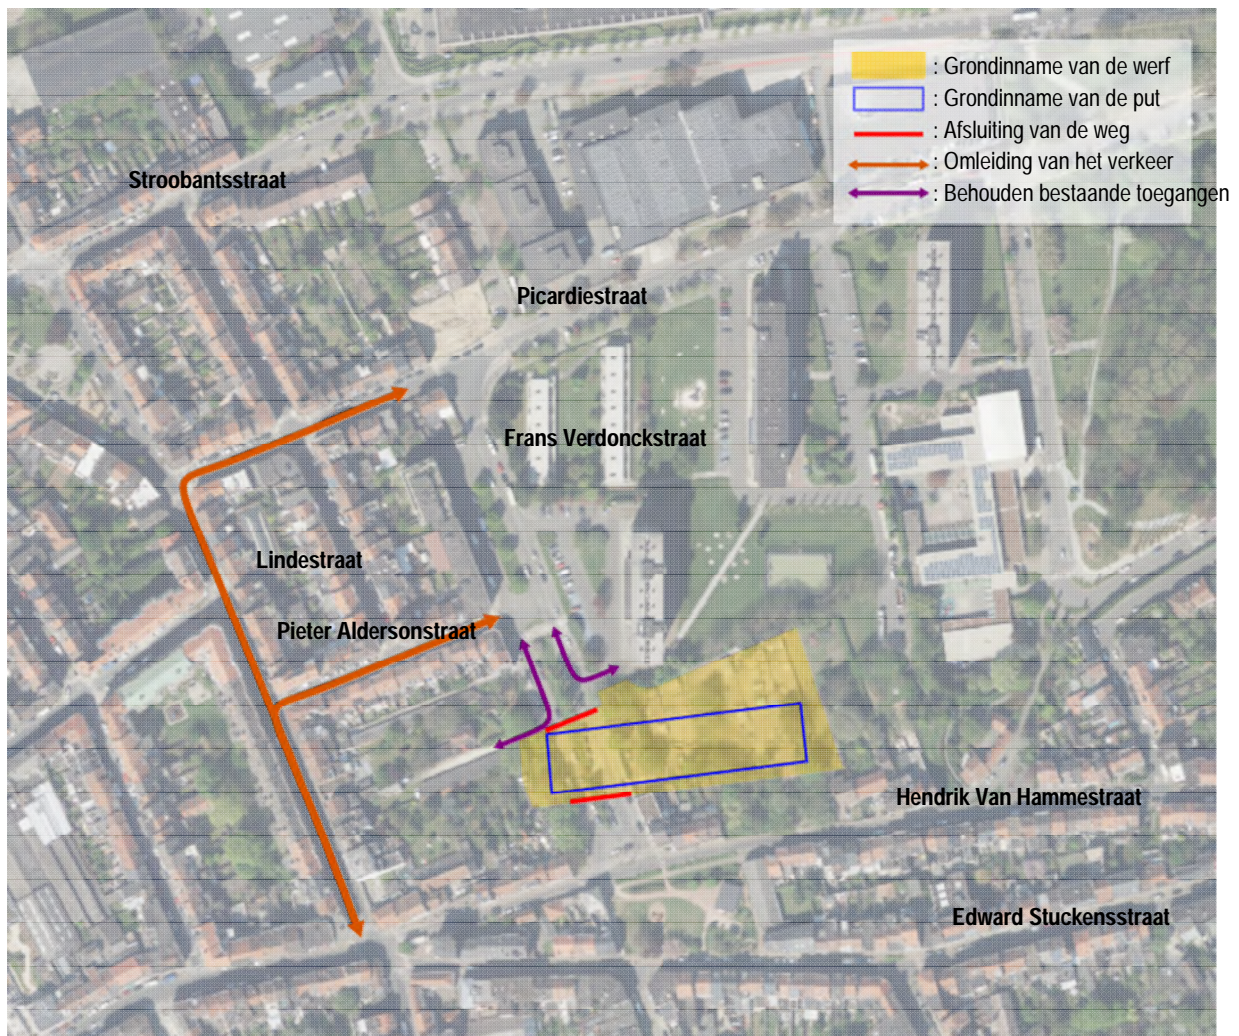 : Grondinname van de werf
: Grondinname van de put
: Afsluiting van de weg
: Omleiding van het verkeer
: Behouden bestaande toegangen
Stroobantsstraat
Picardiestraat
Frans Verdonckstraat
Lindestraat
Pieter Aldersonstraat
Hendrik Van Hammestraat
Edward Stuckensstraat